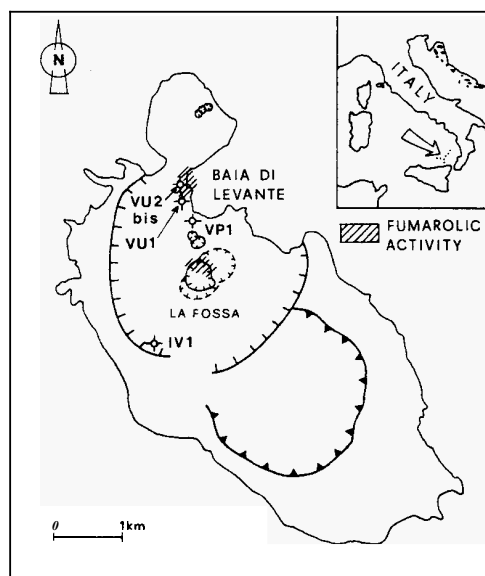 N
ITALY
BAIA DI
LEVANTE
VU2
bis
VU1
VP1
FUMAROLIC
ACTIVITY
LA FOSSA
IV1
0 1km